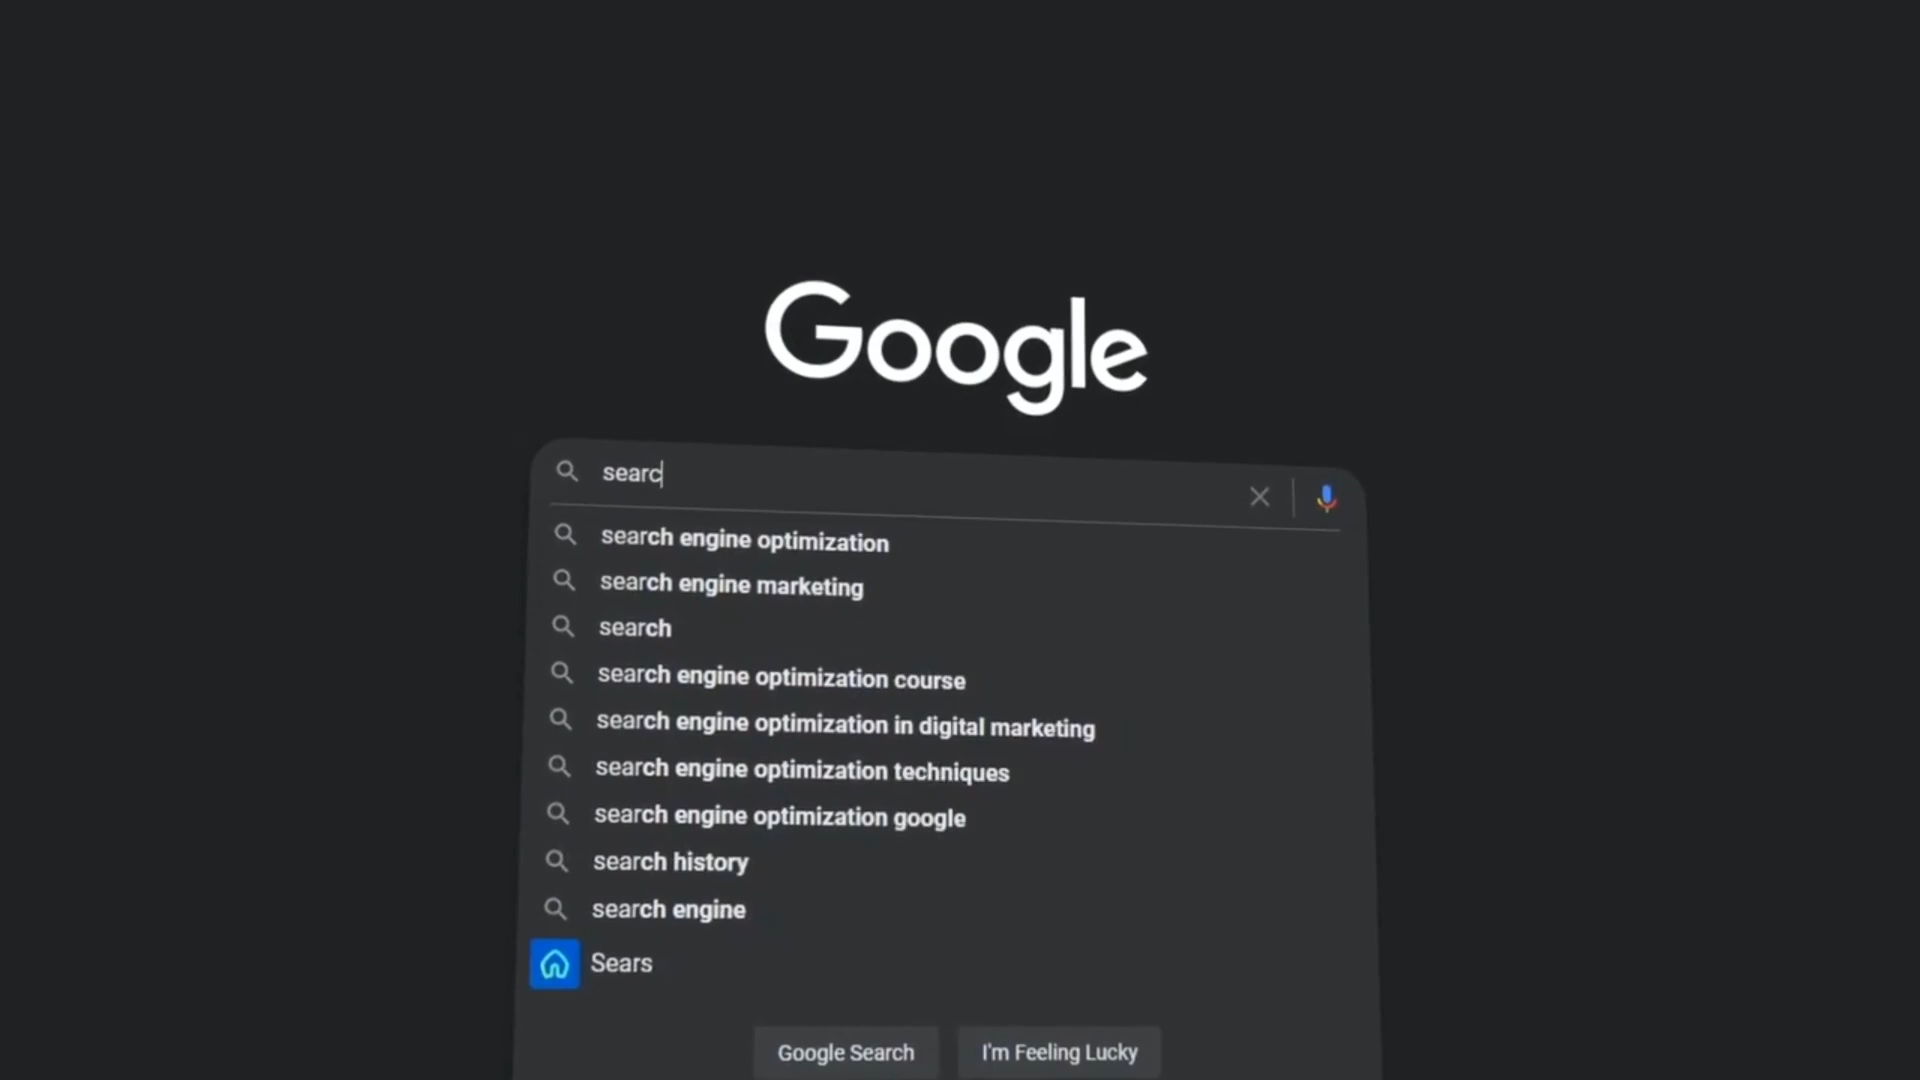 Google
searc
search engine optimization
search engine marketing
search
search engine optimization course
search engine optimization in digital marketing
search engine optimization techniques
search engine optimization google
search history
search engine
Sears
Google Search
I'm Feeling Lucky